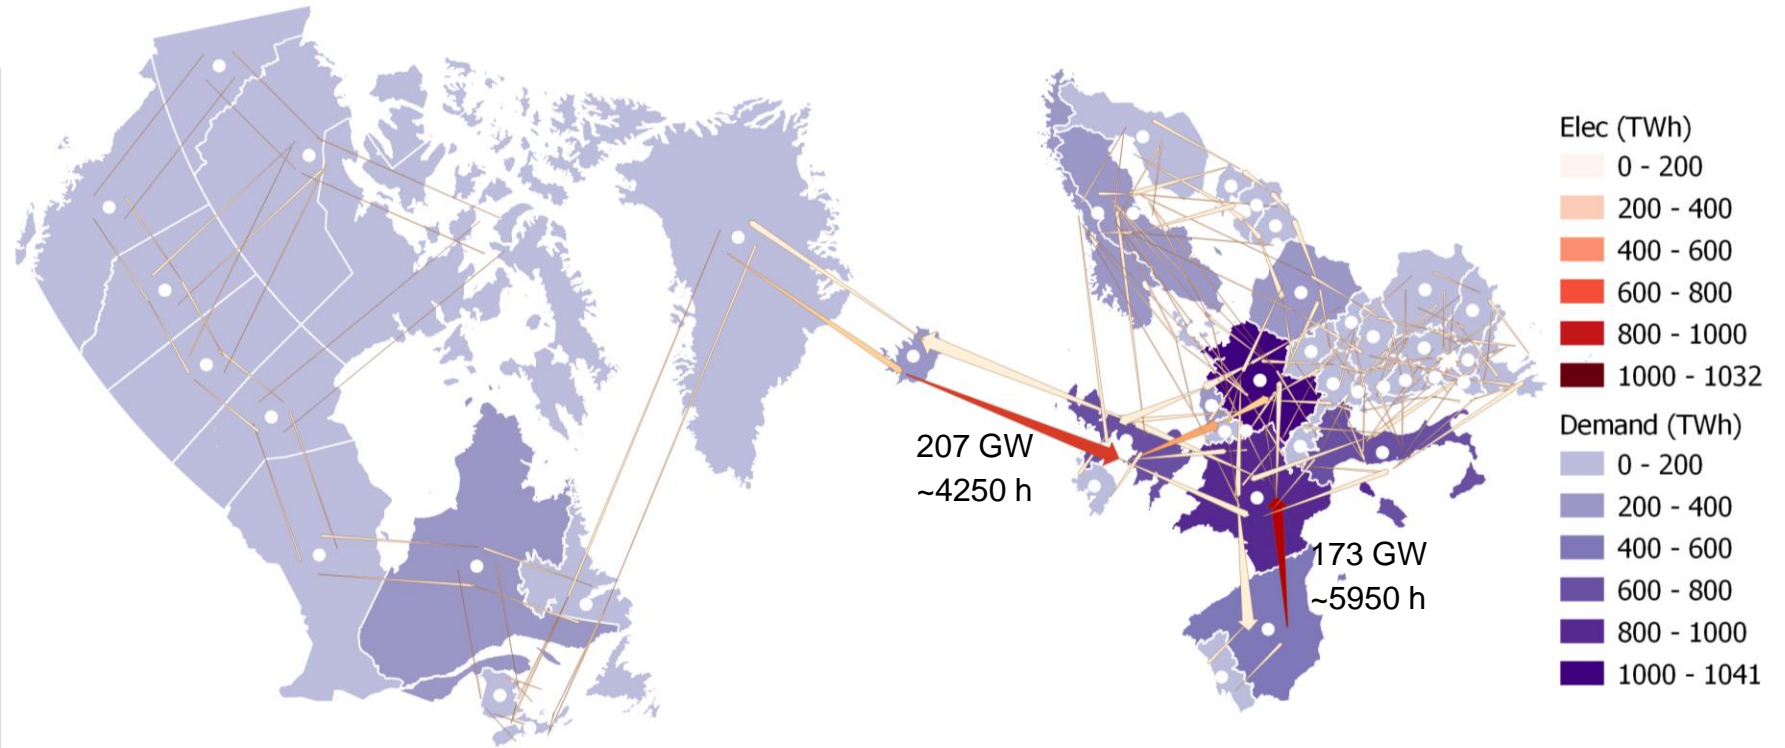 207 GW
~4250 h
173 GW
~5950 h
Elec (TWh)
0 - 200
200 - 400
400 - 600
600 - 800
800 - 1000
1000 - 1032
Demand (TWh)
0 - 200
200 - 400
400 - 600
600 - 800
800 - 1000
1000 - 1041